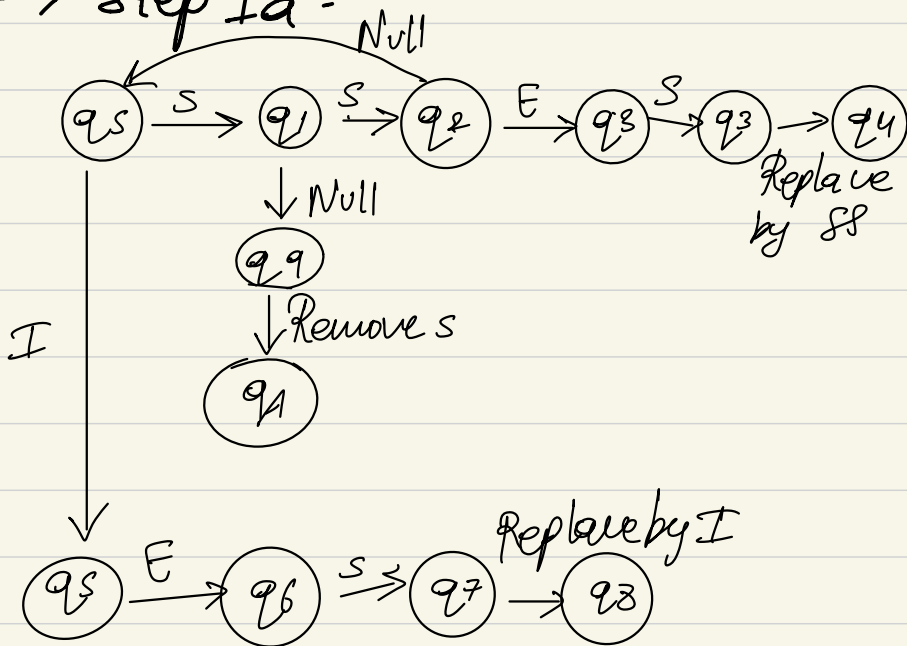 Step 1a -
Null
qs S q1 S q2 E q3 S q3 q4
Replace
by SS
Null
q9
I
Remove s
qA
Replace by I
q5 E q6 s q7 q8